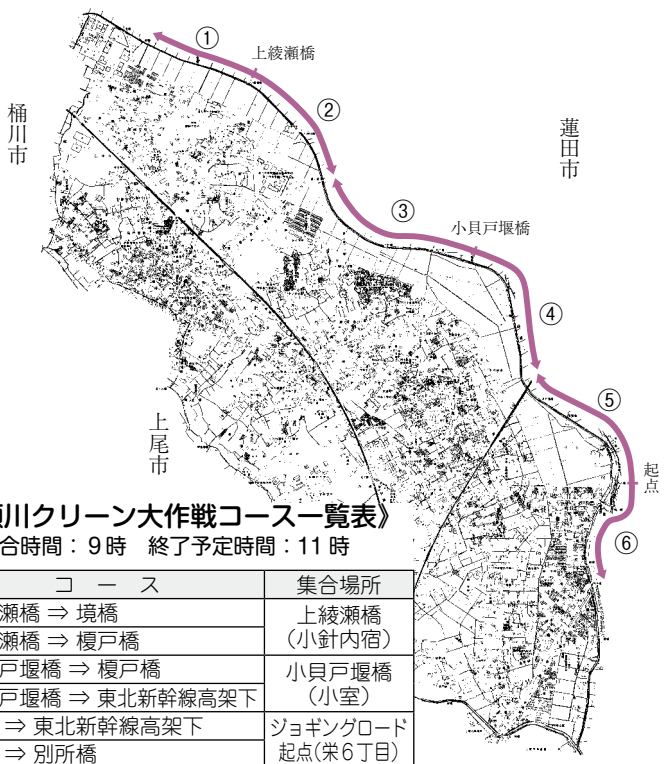 ①
上綾瀬橋
②
桶川市
蓮田市
③
小貝戸堰橋
④
上尾市
⑤
起点
⑥
瀬川クリーン大作戦コース一覧表》
合時間：９時　終了予定時間：11時
コース
集合場所
瀬橋 ⇒ 境橋
瀬橋 ⇒ 榎戸橋
上綾瀬橋
（小針内宿）
戸堰橋 ⇒ 榎戸橋
戸堰橋 ⇒ 東北新幹線高架下
小貝戸堰橋
（小室）
⇒ 東北新幹線高架下
⇒ 別所橋
ジョギングロード
起点（栄６丁目）